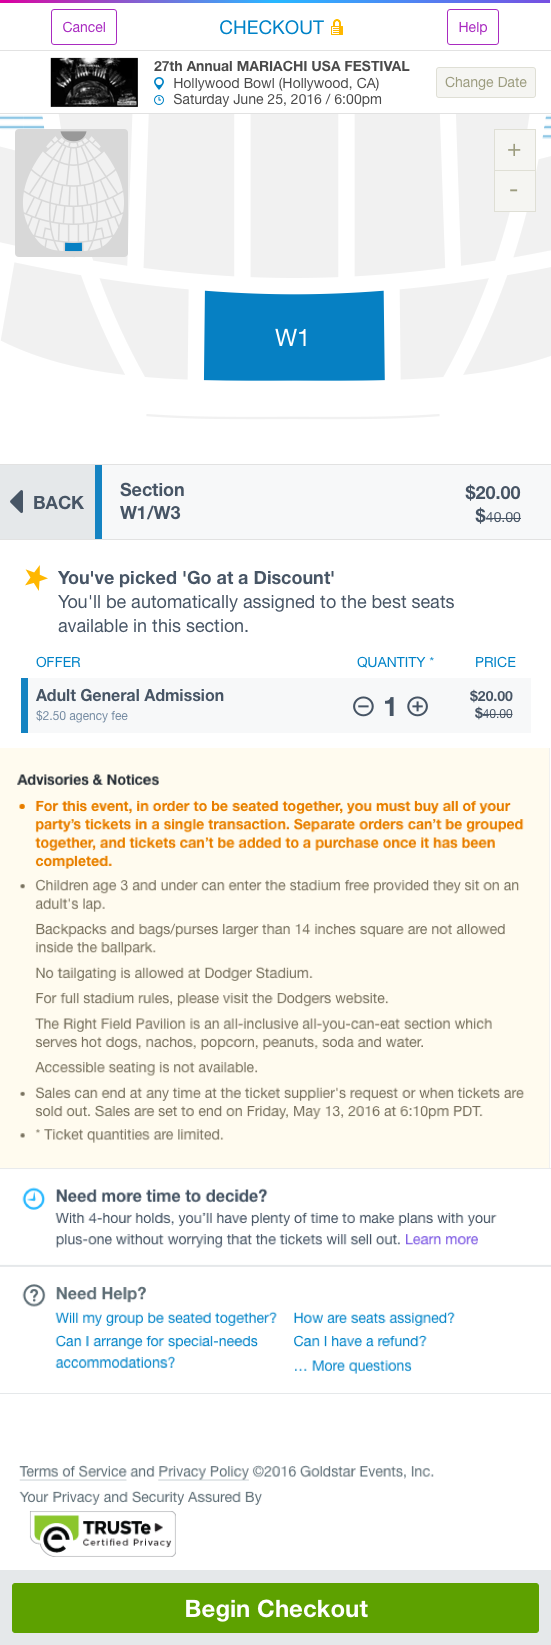 Cancel
CHECKOUT
Help
27th Annual MARIACHI USA FESTIVAL
Hollywood Bowl (Hollywood, CA)
Saturday June 25, 2016 / 6:00pm
Change Date
+
-
W1
BACK
Section
W1/W3
$20.00
$40.00
You've picked 'Go at a Discount'
You'll be automatically assigned to the best seats
available in this section.
OFFER QUANTITY * PRICE
Adult General Admission
$2.50 agency fee
1
$20.00
$40.00
Advisories & Notices
• For this event, in order to be seated together, you must buy all of your
party's tickets in a single transaction. Separate orders can't be grouped
together, and tickets can't be added to a purchase once it has been
completed.
• Children age 3 and under can enter the stadium free provided they sit on an
adult's lap.
Backpacks and bags/purses larger than 14 inches square are not allowed
inside the ballpark.
No tailgating is allowed at Dodger Stadium.
For full stadium rules, please visit the Dodgers website.
The Right Field Pavilion is an all-inclusive all-you-can-eat section which
serves hot dogs, nachos, popcorn, peanuts, soda and water.
Accessible seating is not available.
• Sales can end at any time at the ticket supplier's request or when tickets are
sold out. Sales are set to end on Friday, May 13, 2016 at 6:10pm PDT.
• * Ticket quantities are limited.
Need more time to decide?
With 4-hour holds, you'll have plenty of time to make plans with your
plus-one without worrying that the tickets will sell out. Learn more
Need Help?
Will my group be seated together?
Can I arrange for special-needs
accommodations?
How are seats assigned?
Can I have a refund?
... More questions
Terms of Service and Privacy Policy ©2016 Goldstar Events, Inc.
Your Privacy and Security Assured By
TRUSTe
Certified Privacy
Begin Checkout